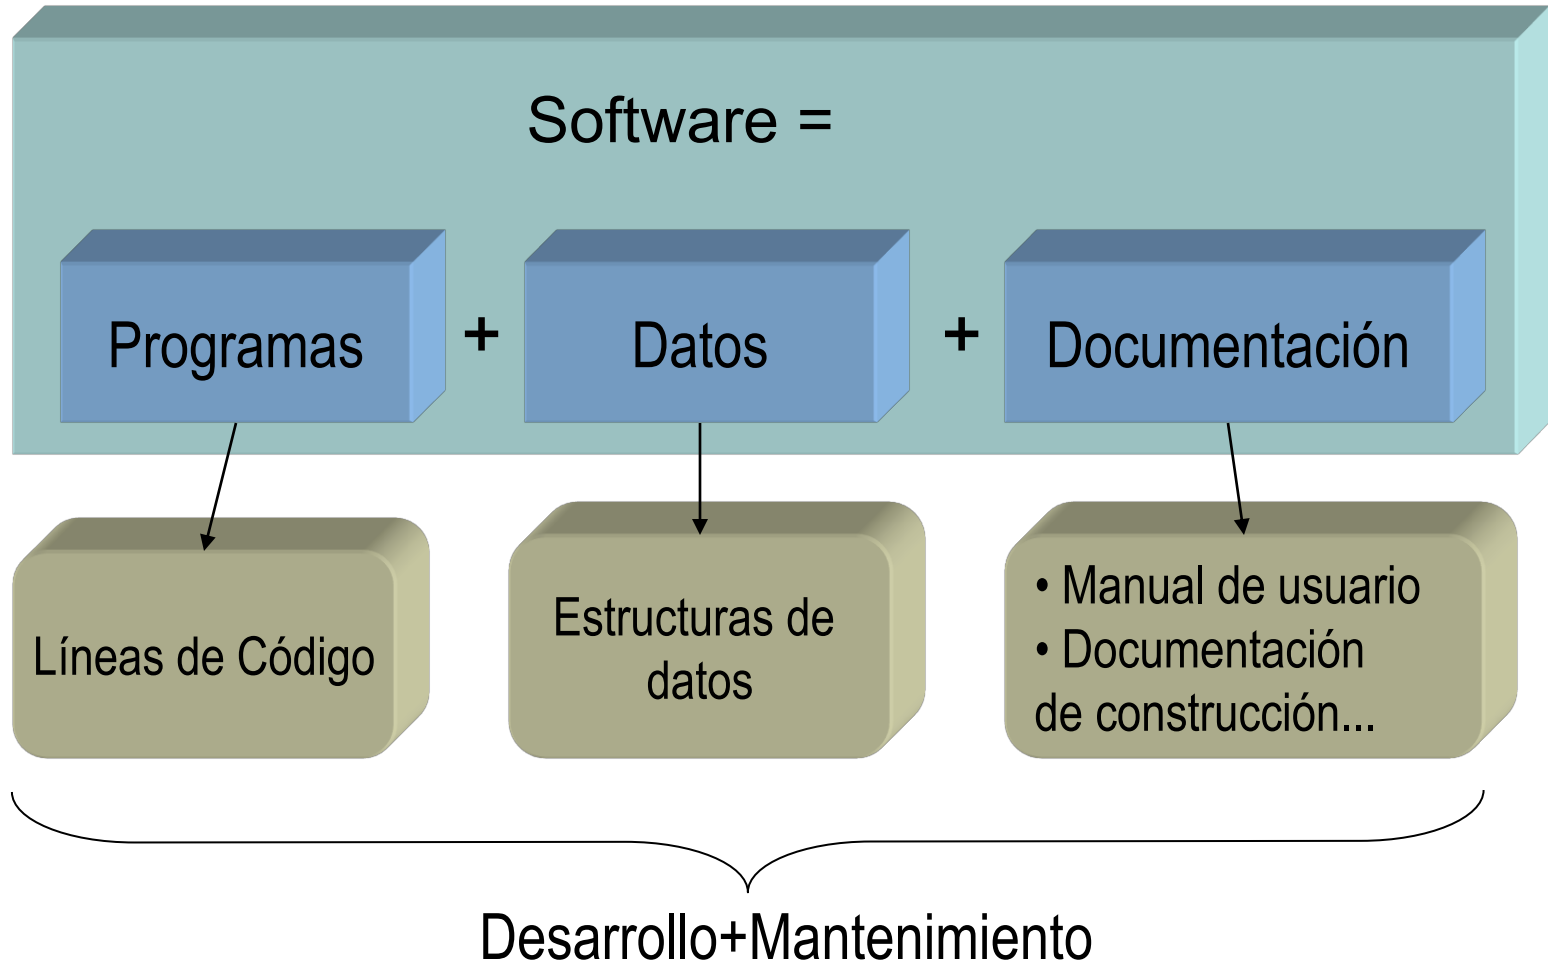 Software =
Programas + Datos + Documentación
Líneas de Código
Estructuras de
datos
• Manual de usuario
• Documentación
de construcción...
Desarrollo+Mantenimiento